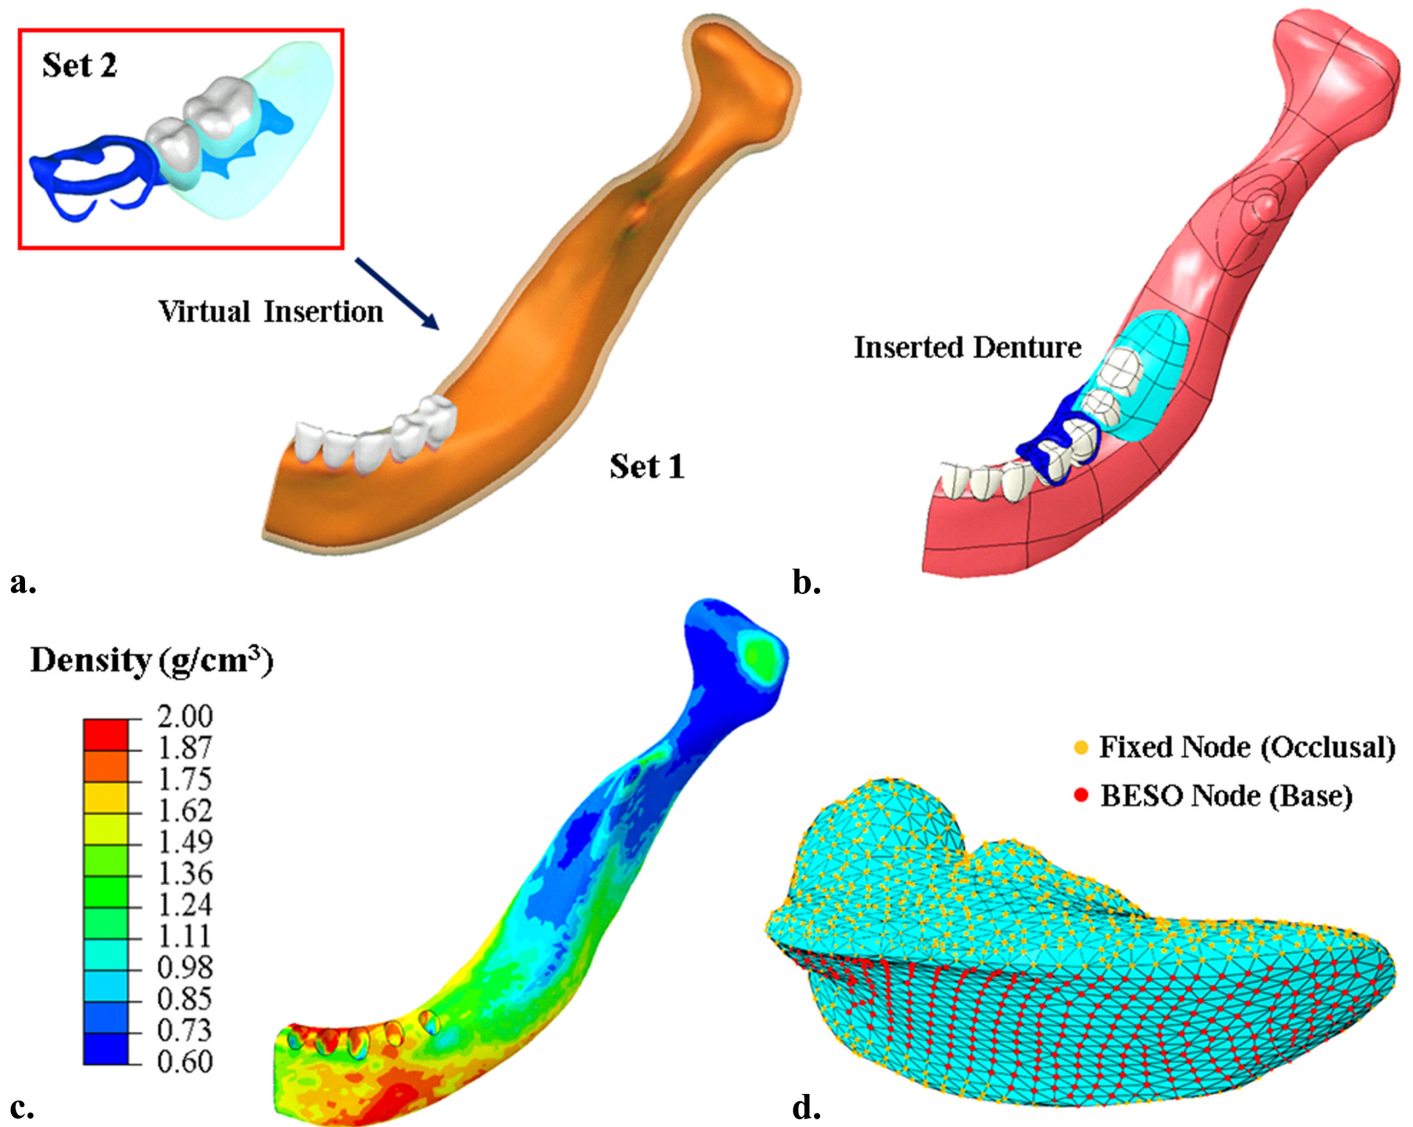 Set 2
Virtual Insertion
Set 1
a.
Inserted Denture
b.
Density (g/cm³)
2.00
1.87
1.75
1.62
1.49
1.36
1.24
1.11
0.98
0.85
0.73
0.60
c.
Fixed Node (Occlusal)
BESO Node (Base)
d.